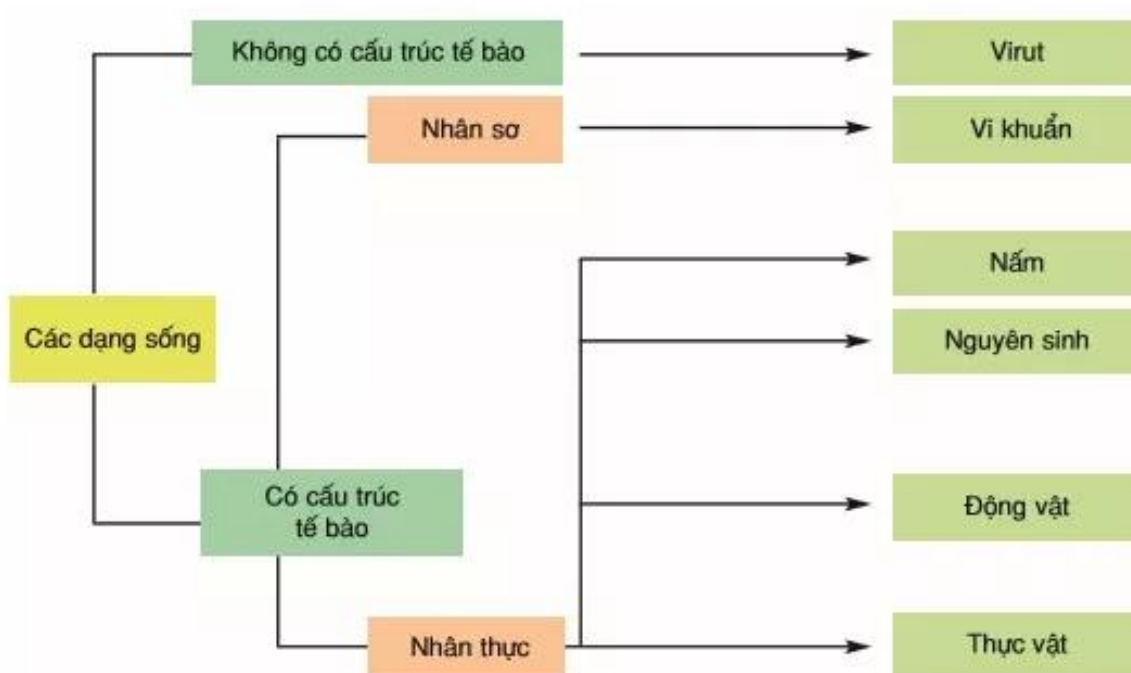 Không có cấu trúc tế bào
Virut
Nhân sơ
Vi khuẩn
Nấm
Các dạng sống
Nguyên sinh
Có cấu trúc
tế bào
Động vật
Nhân thực
Thực vật